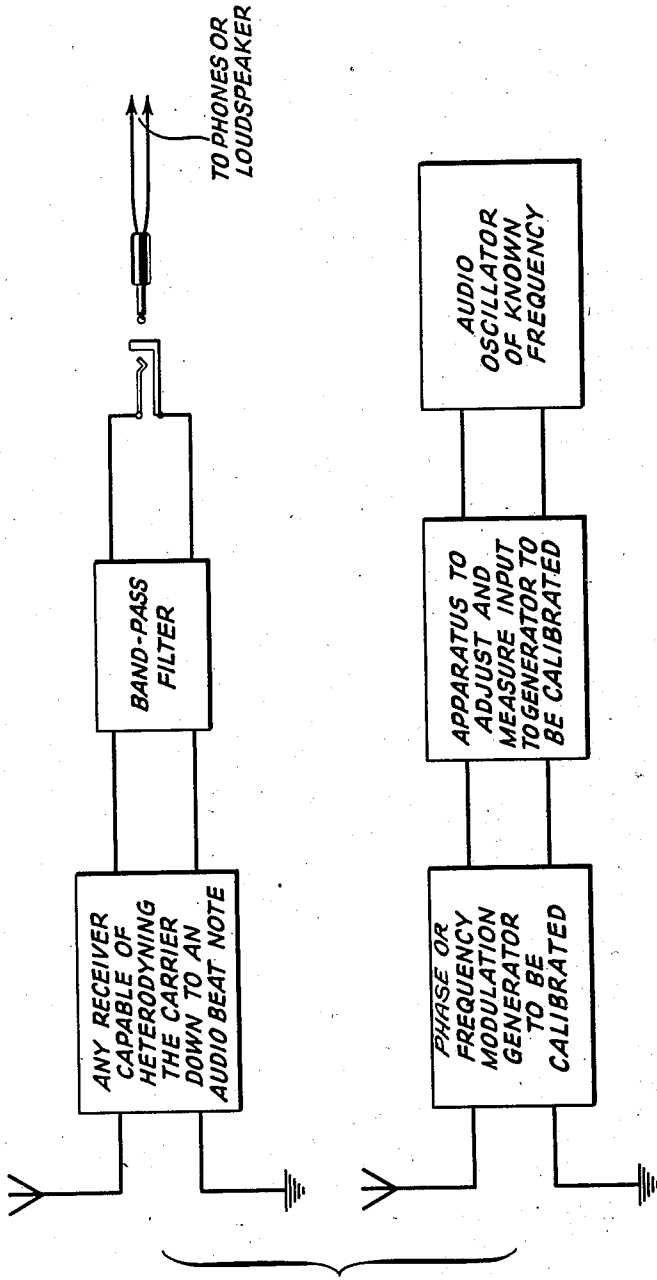 ANY RECEIVER
CAPABLE OF
HETERODYNING
THE CARRIER
DOWN TO AN
AUDIO BEAT NOTE
BAND-PASS
FILTER
TO PHONES OR
LOUDSPEAKER
PHASE OR
FREQUENCY
MODULATION
GENERATOR
TO BE
CALIBRATED
APPARATUS TO
ADJUST AND
MEASURE INPUT
TO GENERATOR TO
BE CALIBRATED
AUDIO
OSCILLATOR
OF KNOWN
FREQUENCY